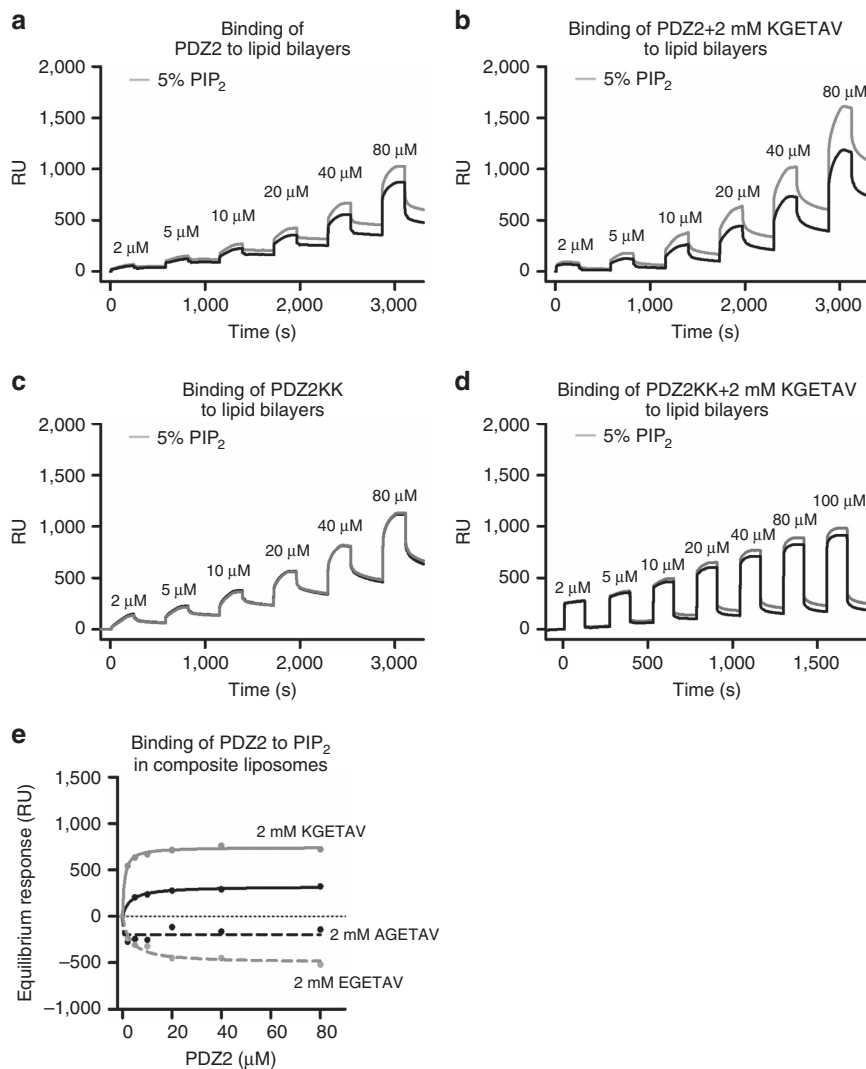 a
Binding of
PDZ2 to lipid bilayers
2,000
1,500
1,000
500
0
RU
5% PIP₂
2 μM
5 μM
10 μM
20 μM
40 μM
80 μM
0
1,000
2,000
3,000
Time (s)
b
Binding of PDZ2+2 mM KGETAV
to lipid bilayers
2,000
1,500
1,000
500
0
RU
5% PIP₂
2 μM
5 μM
10 μM
20 μM
40 μM
80 μM
0
1,000
2,000
3,000
Time (s)
c
Binding of PDZ2KK
to lipid bilayers
2,000
1,500
1,000
500
0
RU
5% PIP₂
2 μM
5 μM
10 μM
20 μM
40 μM
80 μM
0
1,000
2,000
3,000
Time (s)
d
Binding of PDZ2KK+2 mM KGETAV
to lipid bilayers
2,000
1,500
1,000
500
0
RU
5% PIP₂
2 μM
5 μM
10 μM
20 μM
40 μM
80 μM
100 μM
0
500
1,000
1,500
Time (s)
e
Binding of PDZ2 to PIP₂
in composite liposomes
1,500
1,000
500
0
−500
−1,000
Equilibrium response (RU)
2 mM KGETAV
2 mM AGETAV
2 mM EGETAV
0
20
40
60
80
PDZ2 (μM)